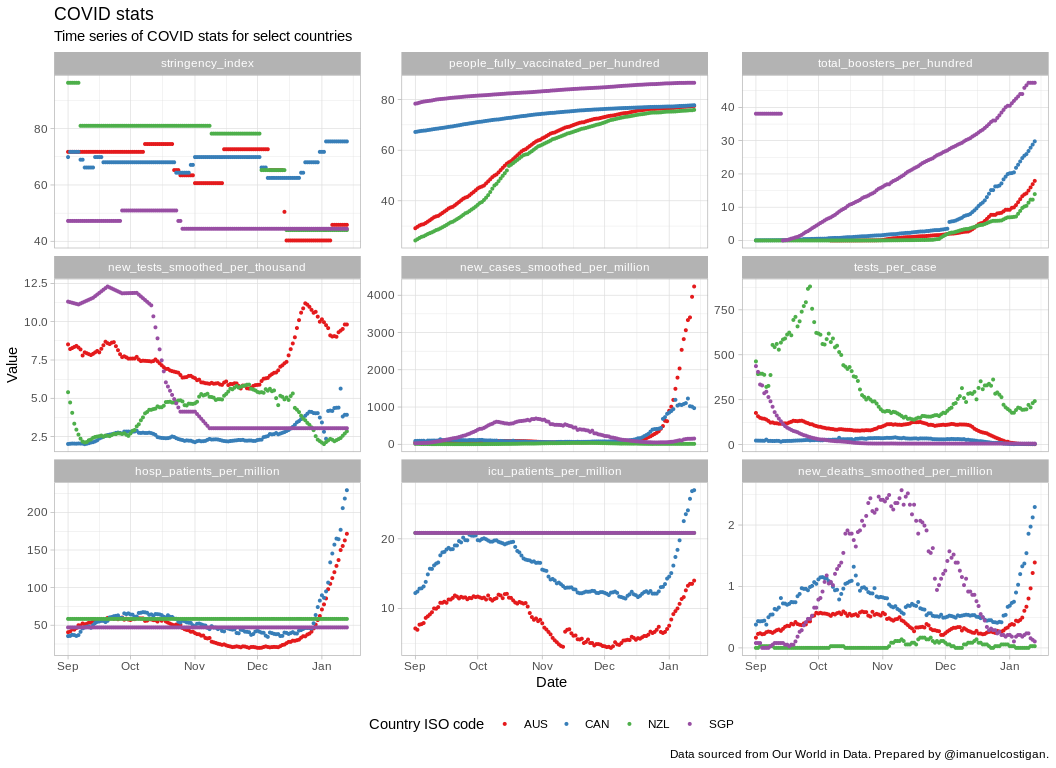 COVID stats
Time series of COVID stats for select countries
stringency_index
people_fully_vaccinated_per_hundred
total_boosters_per_hundred
80
60
40
80
60
40
40
30
20
10
0
new_tests_smoothed_per_thousand
new_cases_smoothed_per_million
tests_per_case
12.5
10.0
7.5
5.0
2.5
4000
3000
2000
1000
0
750
500
250
0
Value
hosp_patients_per_million
icu_patients_per_million
new_deaths_smoothed_per_million
200
150
100
50
20
10
2
1
0
Sep Oct Nov Dec Jan
Sep Oct Nov Dec Jan
Sep Oct Nov Dec Jan
Date
Country ISO code AUS CAN NZL SGP
Data sourced from Our World in Data. Prepared by @imanuelcostigan.